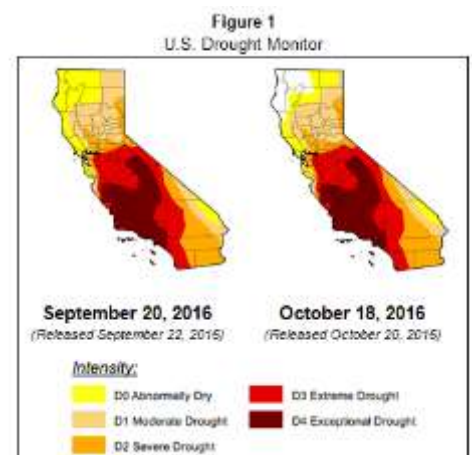 Figure 1
U.S. Drought Monitor
September 20, 2016
(Released September 22, 2016)
October 18, 2016
(Released October 20, 2016)
Intensity:
D0 Abnormally Dry
D1 Moderate Drought
D2 Severe Drought
D3 Extreme Drought
D4 Exceptional Drought